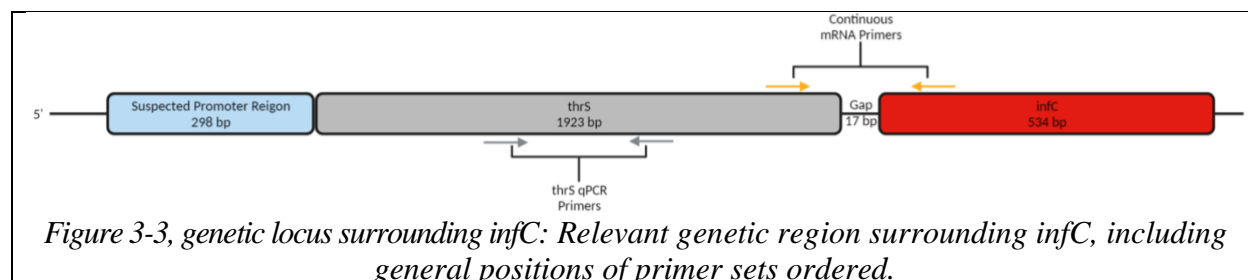 Continuous
mRNA Primers
5'
Suspected Promoter Reigon
298 bp
thrS
1923 bp
Gap
17 bp
infC
534 bp
thrS qPCR
Primers
Figure 3-3, genetic locus surrounding infC: Relevant genetic region surrounding infC, including
general positions of primer sets ordered.